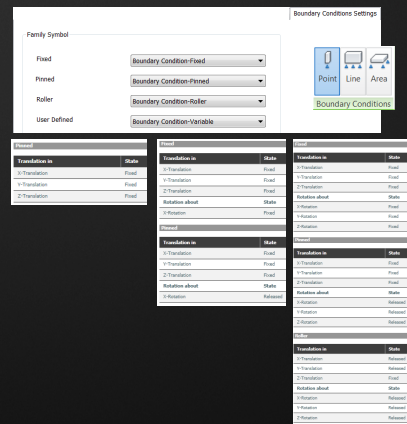 Boundary Conditions Settings
Family Symbol
Fixed Boundary Condition-Fixed
Pinned Boundary Condition-Pinned
Roller Boundary Condition-Roller
User Defined Boundary Condition-Variable
Point Line Area
Boundary Conditions
Pinned
Translation in State
X-Translation Fixed
Y-Translation Fixed
Z-Translation Fixed
Fixed
Translation in State
X-Translation Fixed
Y-Translation Fixed
Z-Translation Fixed
Rotation about State
X-Rotation Fixed
Pinned
Translation in State
X-Translation Fixed
Y-Translation Fixed
Z-Translation Fixed
Rotation about State
X-Rotation Released
Fixed
Translation in State
X-Translation Fixed
Y-Translation Fixed
Z-Translation Fixed
Rotation about State
X-Rotation Fixed
Y-Rotation Fixed
Z-Rotation Fixed
Pinned
Translation in State
X-Translation Fixed
Y-Translation Fixed
Z-Translation Fixed
Rotation about State
X-Rotation Released
Y-Rotation Released
Z-Rotation Released
Roller
Translation in State
X-Translation Released
Y-Translation Released
Z-Translation Fixed
Rotation about State
X-Rotation Released
Y-Rotation Released
Z-Rotation Released